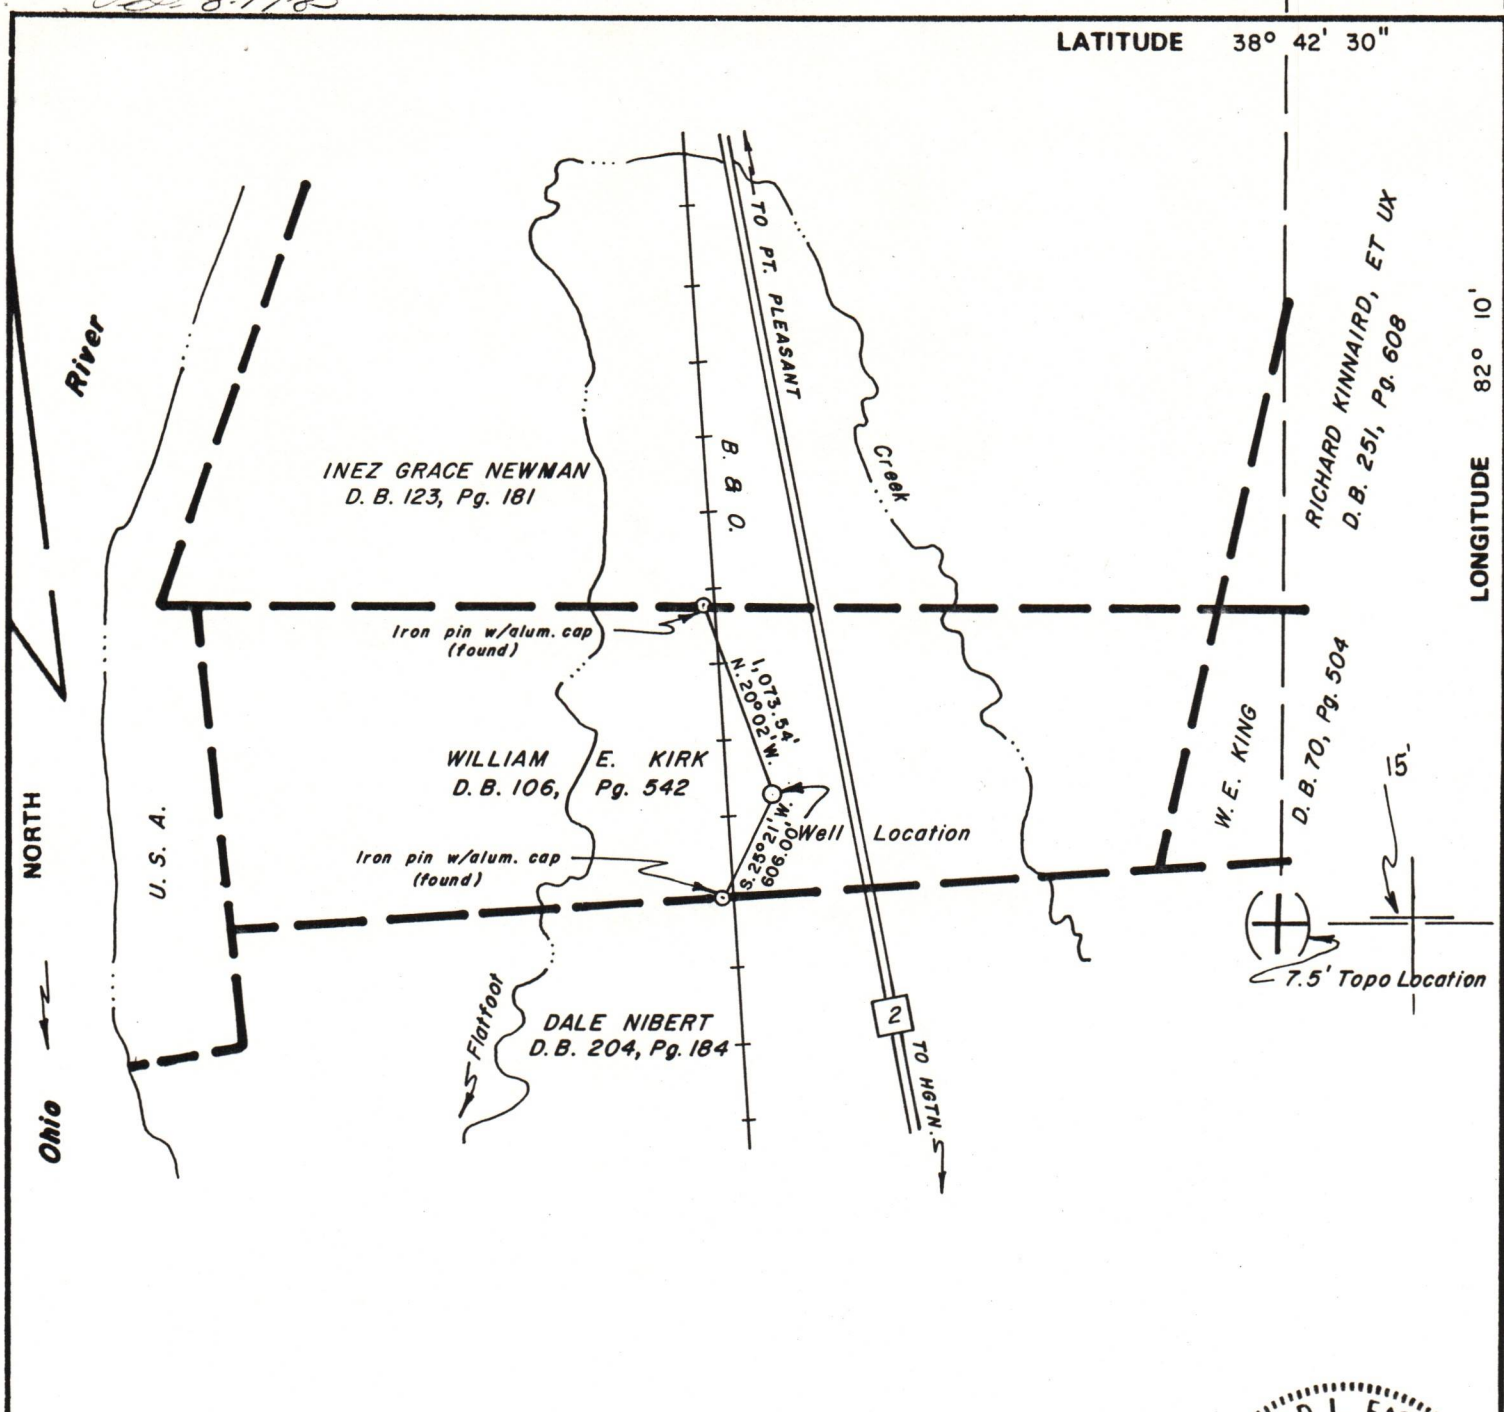 LATITUDE 38° 42' 30"
River
TO PT. PLEASANT
RICHARD KINNAIRD, ET UX
D.B. 251, Pg. 608
LONGITUDE 82° 10'
INEZ GRACE NEWMAN
D. B. 123, Pg. 181
B. & O.
Creek
Iron pin w/alum. cap
(found)
1,073.54'
N. 20° 02' W.
WILLIAM E. KIRK
D. B. 106, Pg. 542
W. E. KING
D. B. 70, Pg. 504
15
NORTH
U. S. A.
Well Location
S. 25° 21' W.
606.00'
Iron pin w/alum. cap
(found)
7.5' Topo Location
Flatfoot
DALE NIBERT
D. B. 204, Pg. 184
2
TO HGTN.
Ohio